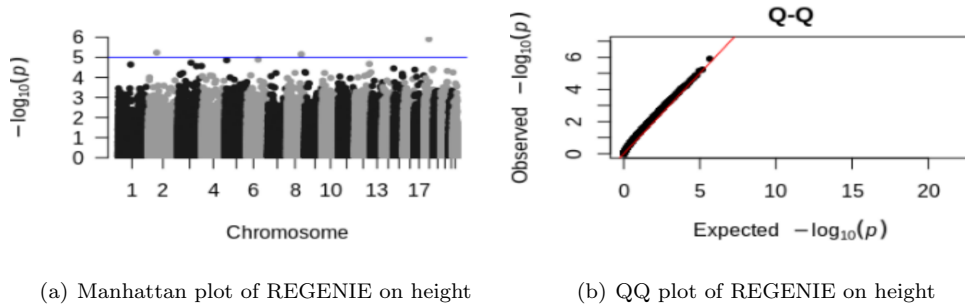 Q-Q
−log₁₀(p)
6
5
4
3
2
1
0
1 2 4 6 8 10 13 17
Chromosome
Observed −log₁₀(p)
6
4
2
0
0 5 10 15 20
Expected −log₁₀(p)
(a) Manhattan plot of REGENIE on height
(b) QQ plot of REGENIE on height